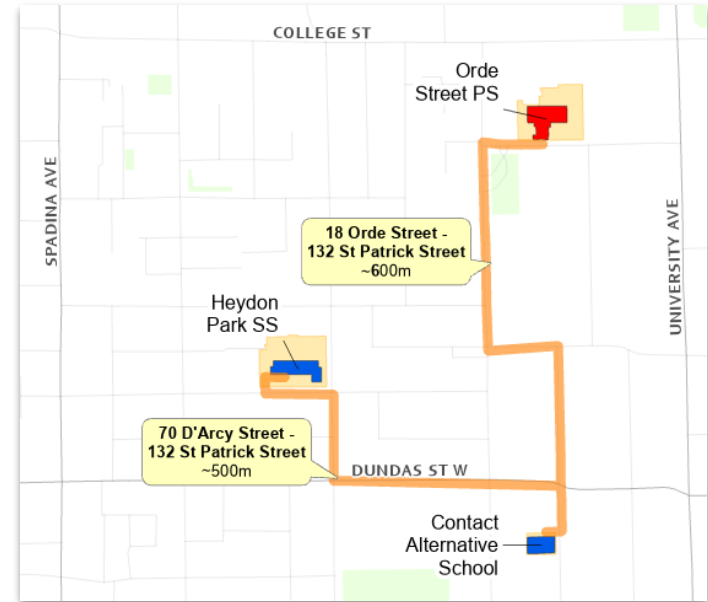 COLLEGE ST
Orde
Street PS
SPADINA AVE
UNIVERSITY AVE
18 Orde Street -
132 St Patrick Street
~600m
Heydon
Park SS
70 D'Arcy Street -
132 St Patrick Street
~500m
DUNDAS ST W
Contact
Alternative
School